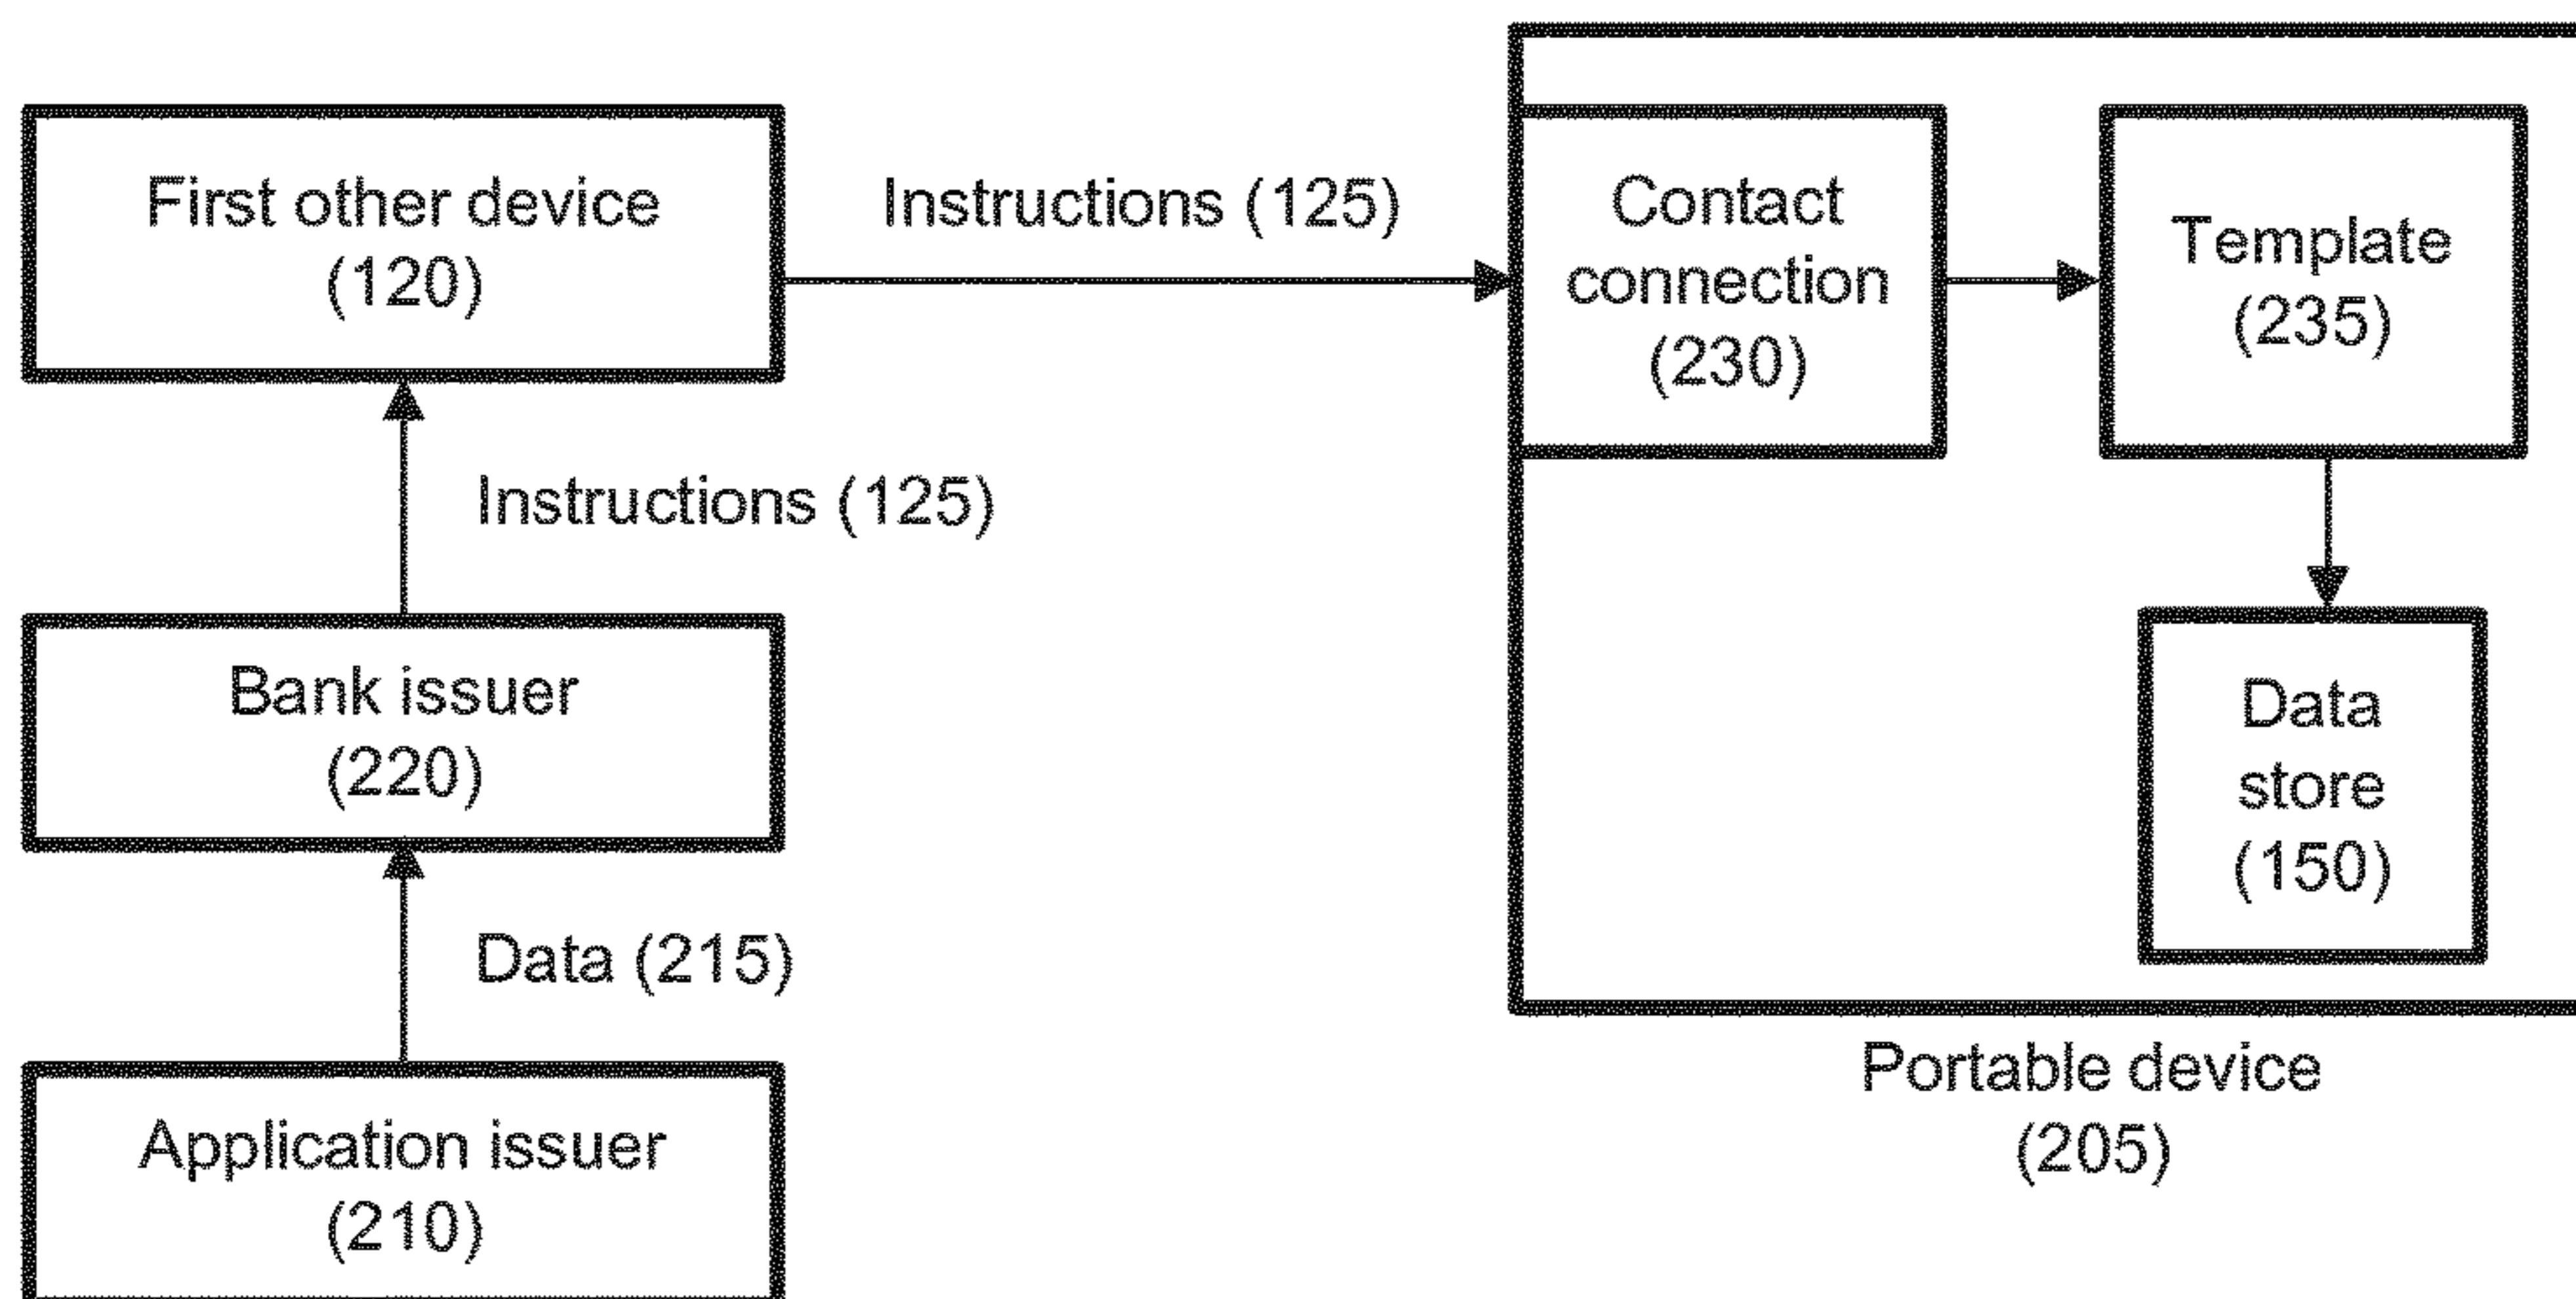 First other device
(120)
Instructions (125)
Contact
connection
(230)
Template
(235)
Instructions (125)
Bank issuer
(220)
Data
store
(150)
Data (215)
Portable device
(205)
Application issuer
(210)